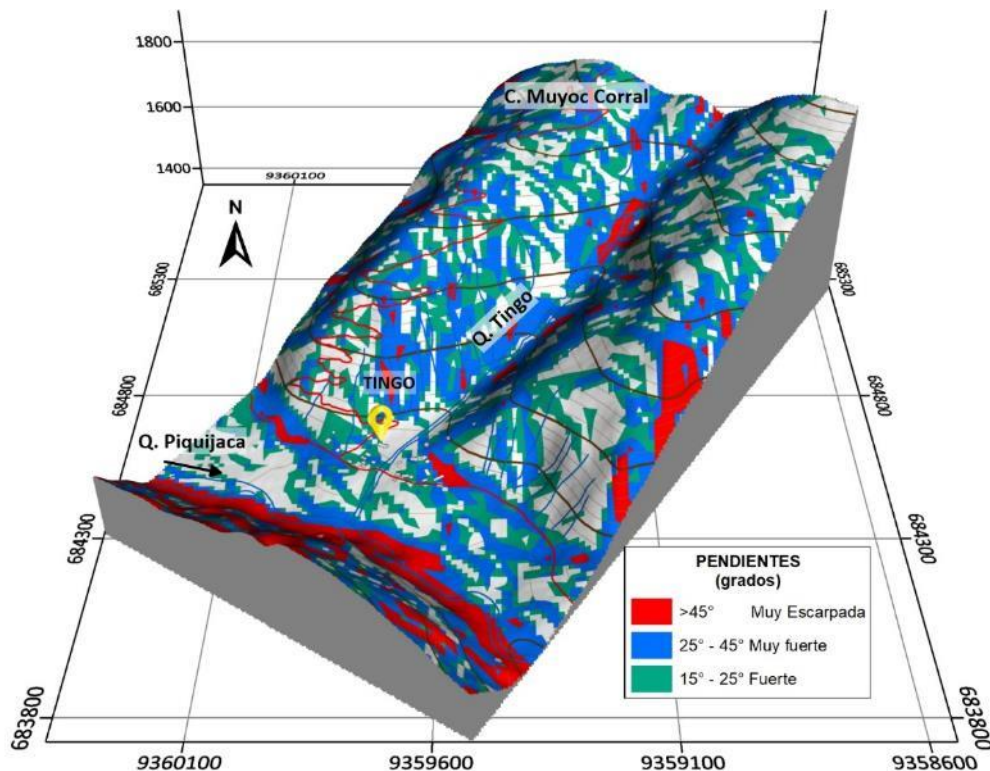 1800
1600
1400
9360100
N
C. Muyoc Corral
685300
685300
Q. Tingo
TINGO
684800
684800
Q. Piquijaca
684300
684300
PENDIENTES
(grados)
>45° Muy Escarpada
25° - 45° Muy fuerte
15° - 25° Fuerte
683800
683800
9360100
9359600
9359100
9358600